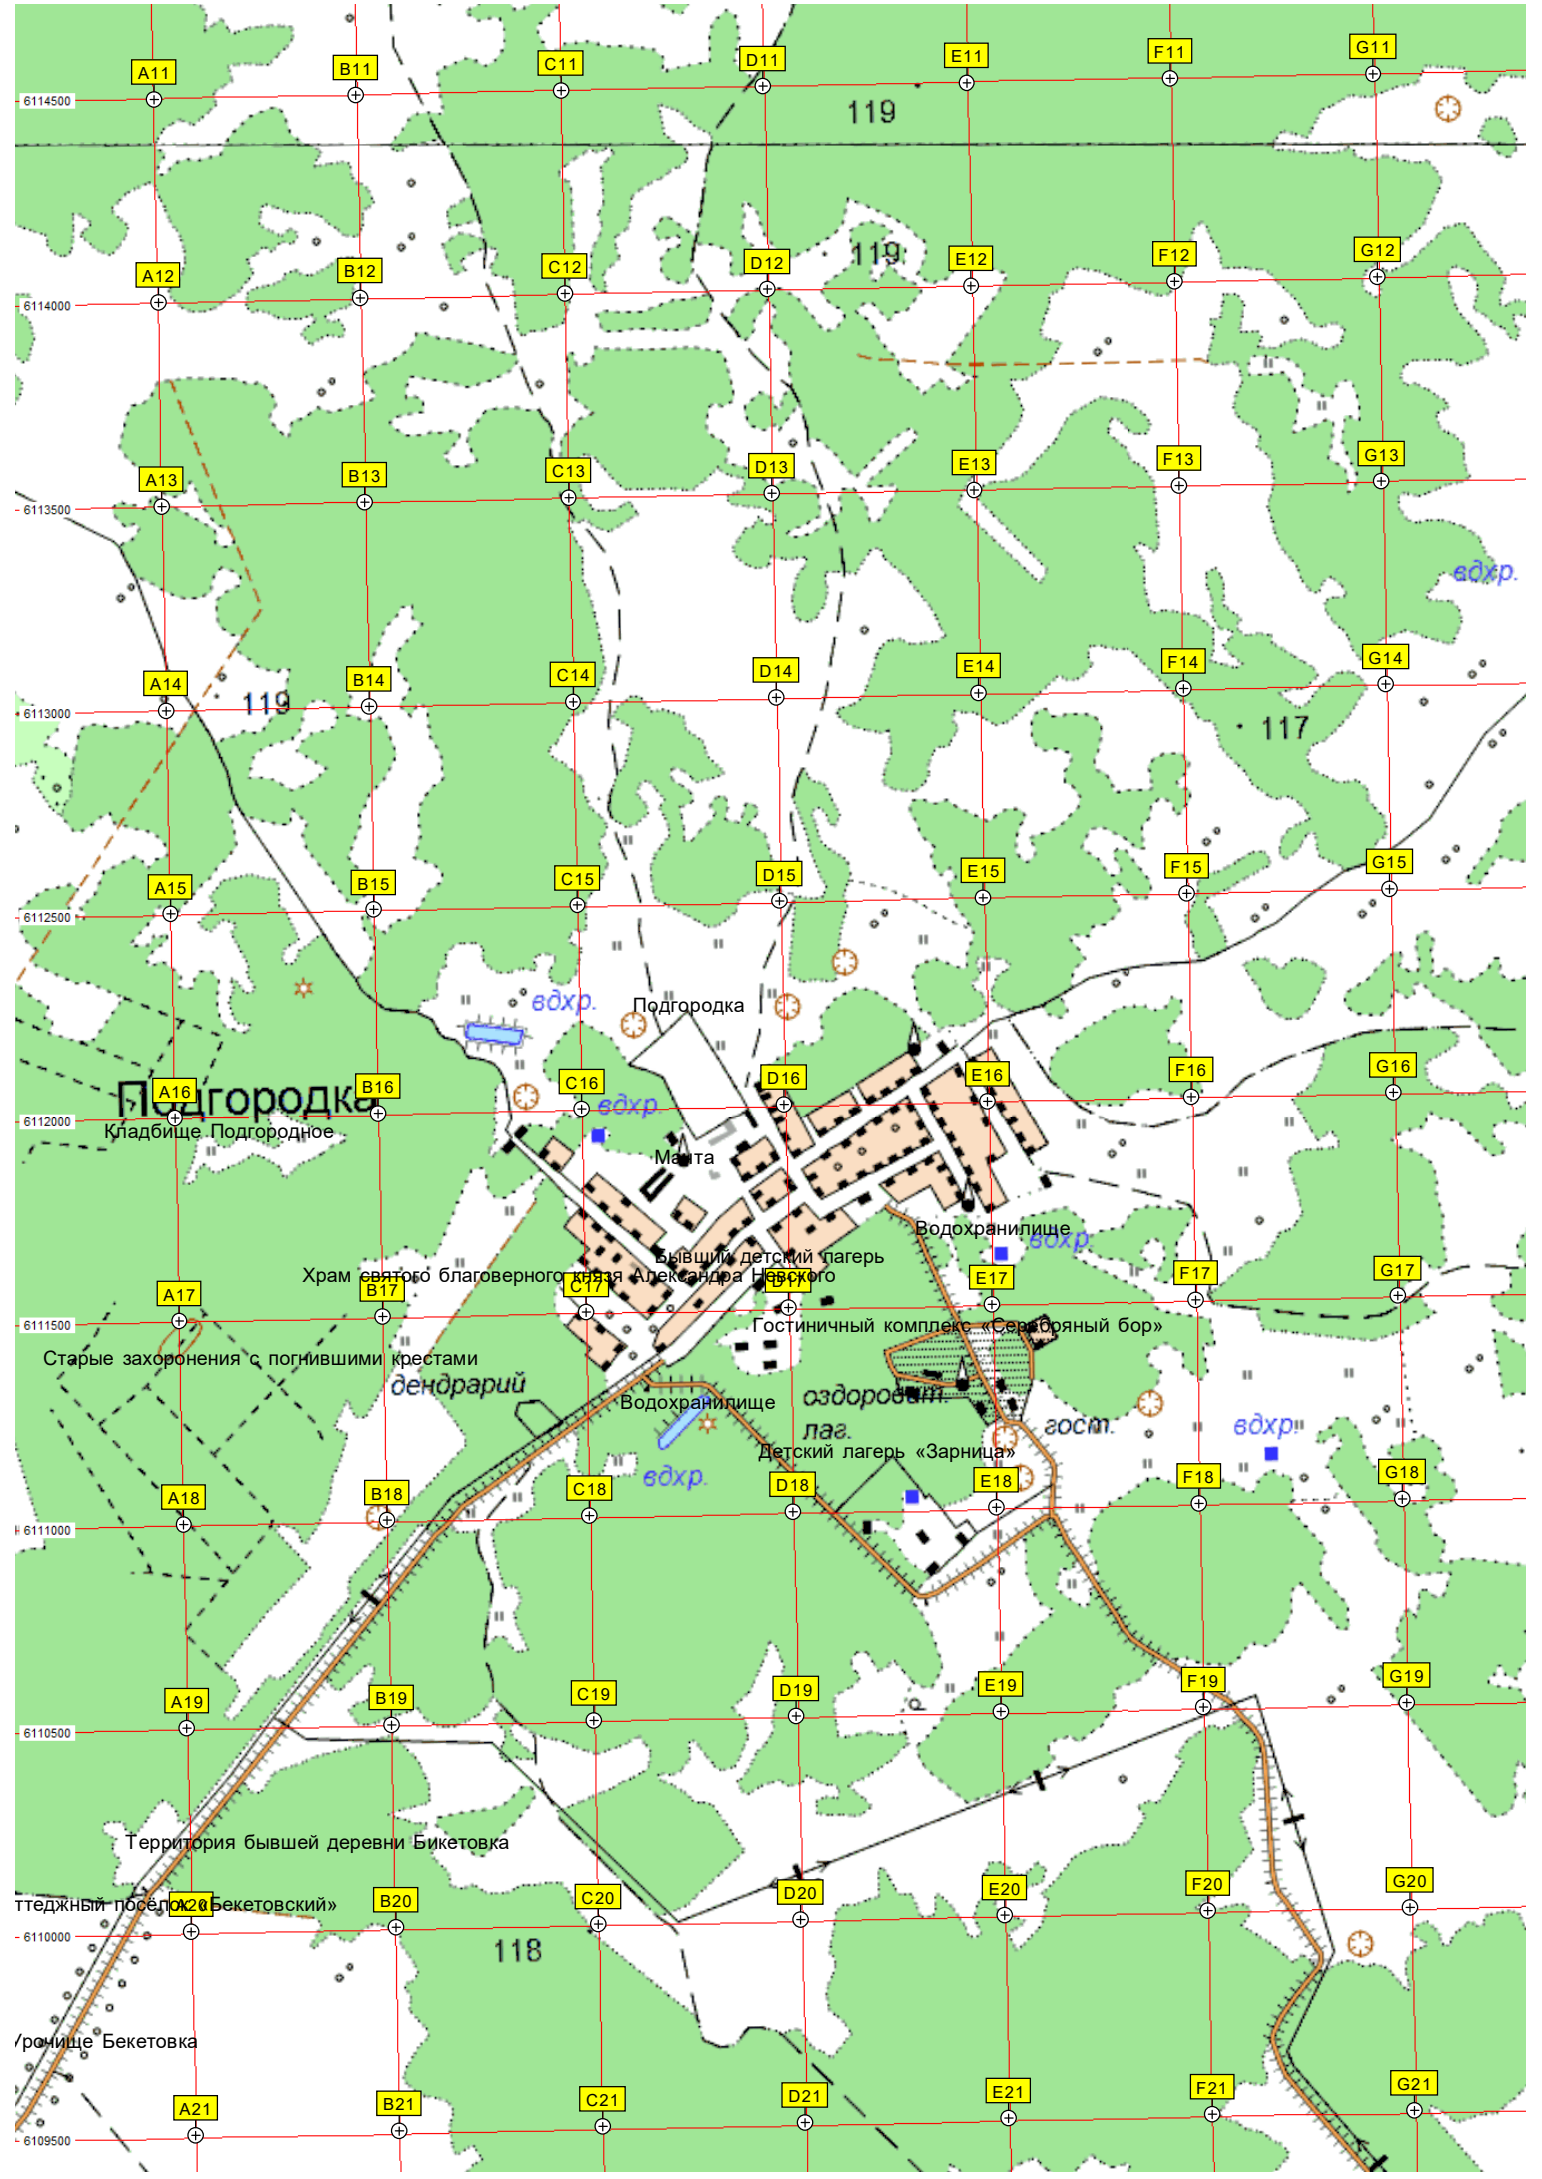 A11 B11 C11 D11 E11 F11 G11
6114500
119
A12 B12 C12 D12 E12 F12 G12
119
6114000
A13 B13 C13 D13 E13 F13 G13
6113500
вдхр.
A14 B14 C14 D14 E14 F14 G14
119
6113000
117
A15 B15 C15 D15 E15 F15 G15
6112500
вдхр.
Подгородка
A16 B16 C16 D16 E16 F16 G16
Подгородка
вдхр.
6112000
Кладбище Подгородное
Мачта
Водохранилище
вдхр
Бывший детский лагерь
Храм святого благоверного князя Александра Невского
A17 B17 C17 D17 E17 F17 G17
6111500
Гостиничный комплекс «Серебряный бор»
Старые захоронения с погнившими крестами
дендрарий
Водохранилище
оздоровит.
лаг.
гост.
вдхр.
Детский лагерь «Зарница»
вдхр.
A18 B18 C18 D18 E18 F18 G18
6111000
A19 B19 C19 D19 E19 F19 G19
6110500
Территория бывшей деревни Бикетовка
ттеджный посёлок «Бекетовский»
A20 B20 C20 D20 E20 F20 G20
6110000
118
Урочище Бекетовка
A21 B21 C21 D21 E21 F21 G21
6109500